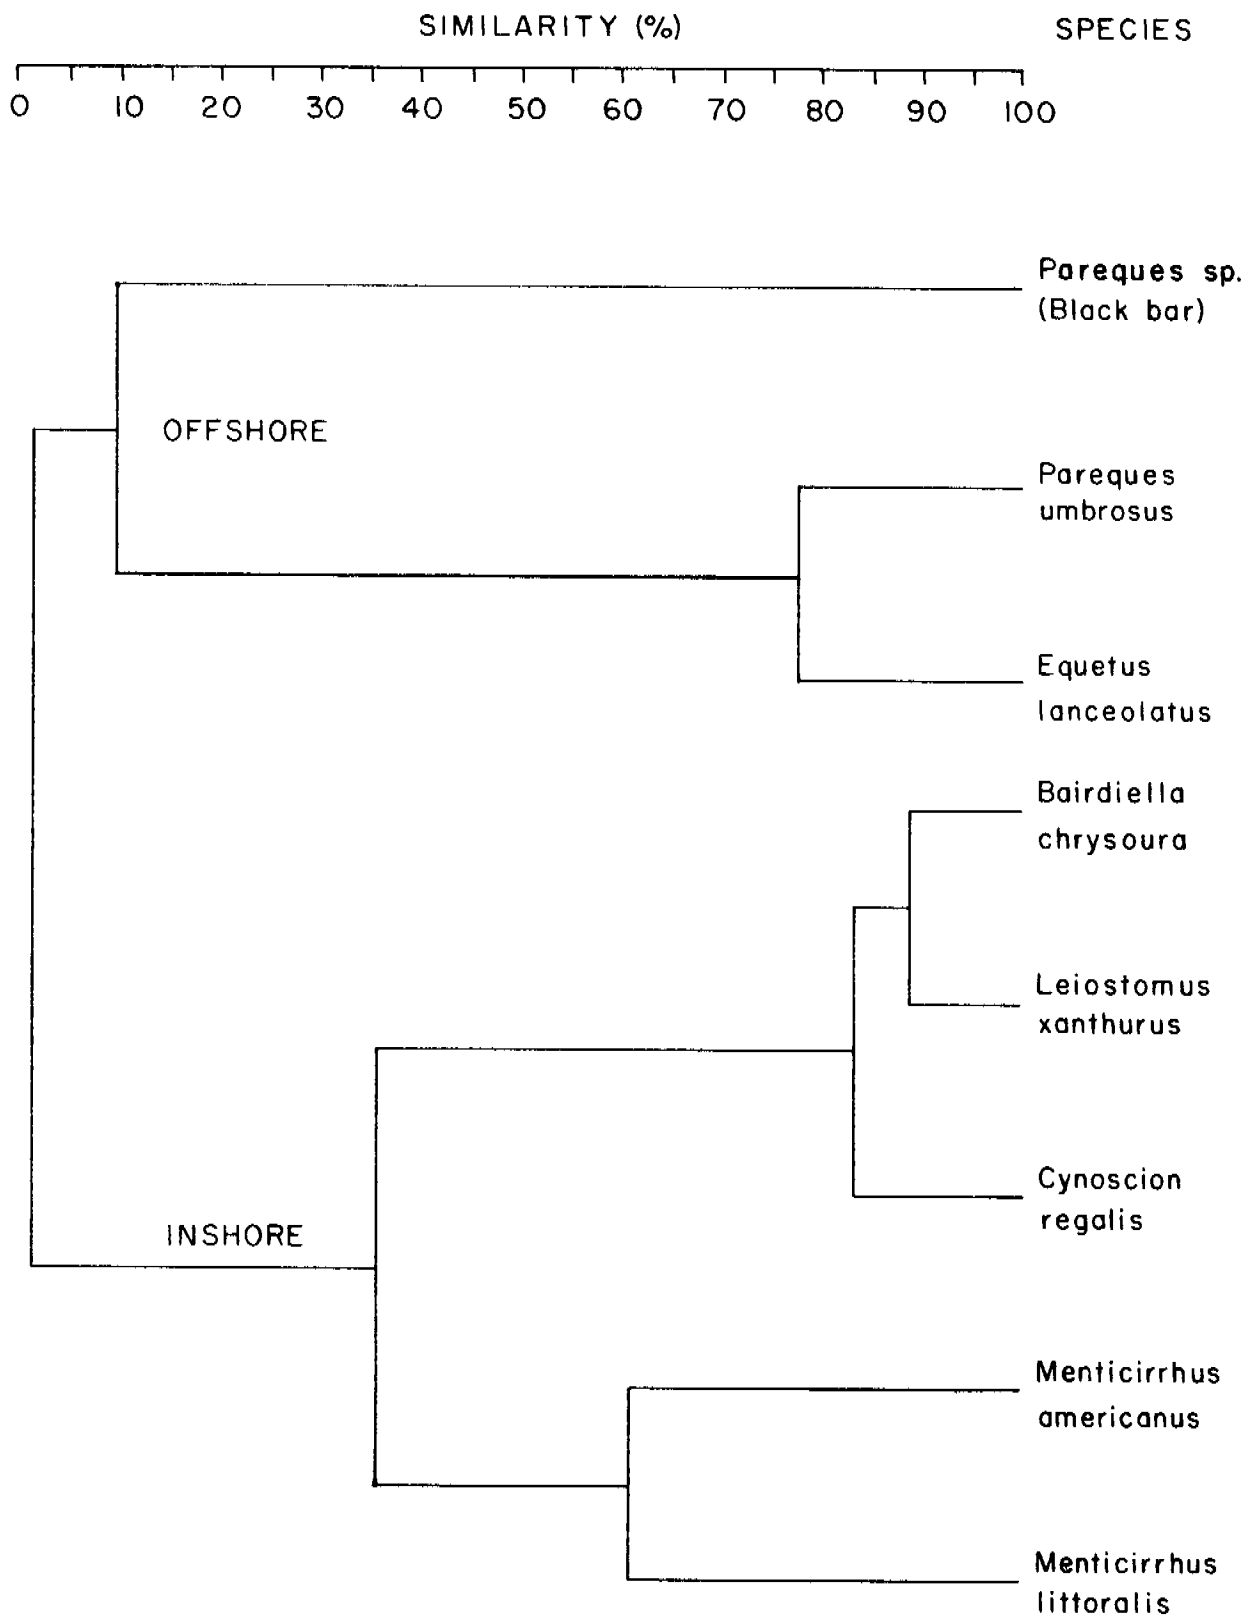 SIMILARITY (%) SPECIES
0 10 20 30 40 50 60 70 80 90 100
Pareques sp.
(Black bar)
OFFSHORE
Pareques
umbrosus
Equetus
lanceolatus
Bairdiella
chrysoura
Leiostomus
xanthurus
Cynoscion
regalis
INSHORE
Menticirrhus
americanus
Menticirrhus
littoralis